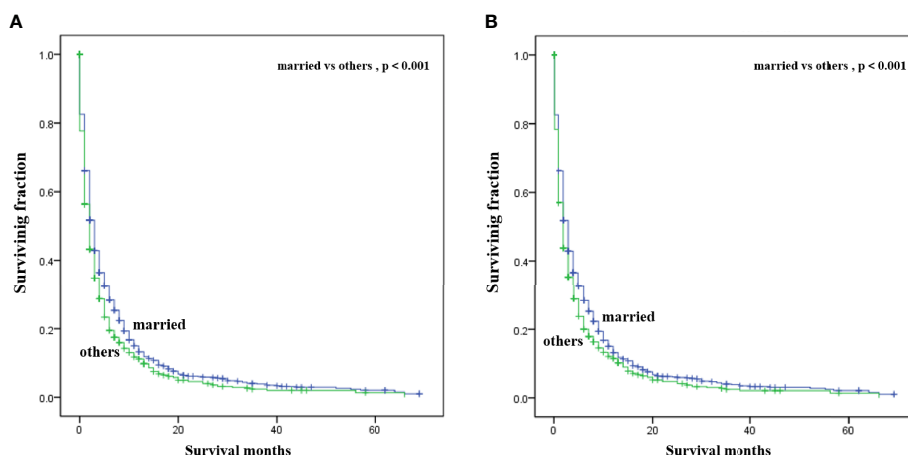 A
married vs others , p < 0.001
1.0
0.8
0.6
0.4
0.2
0.0
Survivinig fraction
married
others
0
20
40
60
Survival months
B
married vs others , p < 0.001
1.0
0.8
0.6
0.4
0.2
0.0
Survivinig fraction
married
others
0
20
40
60
Survival months